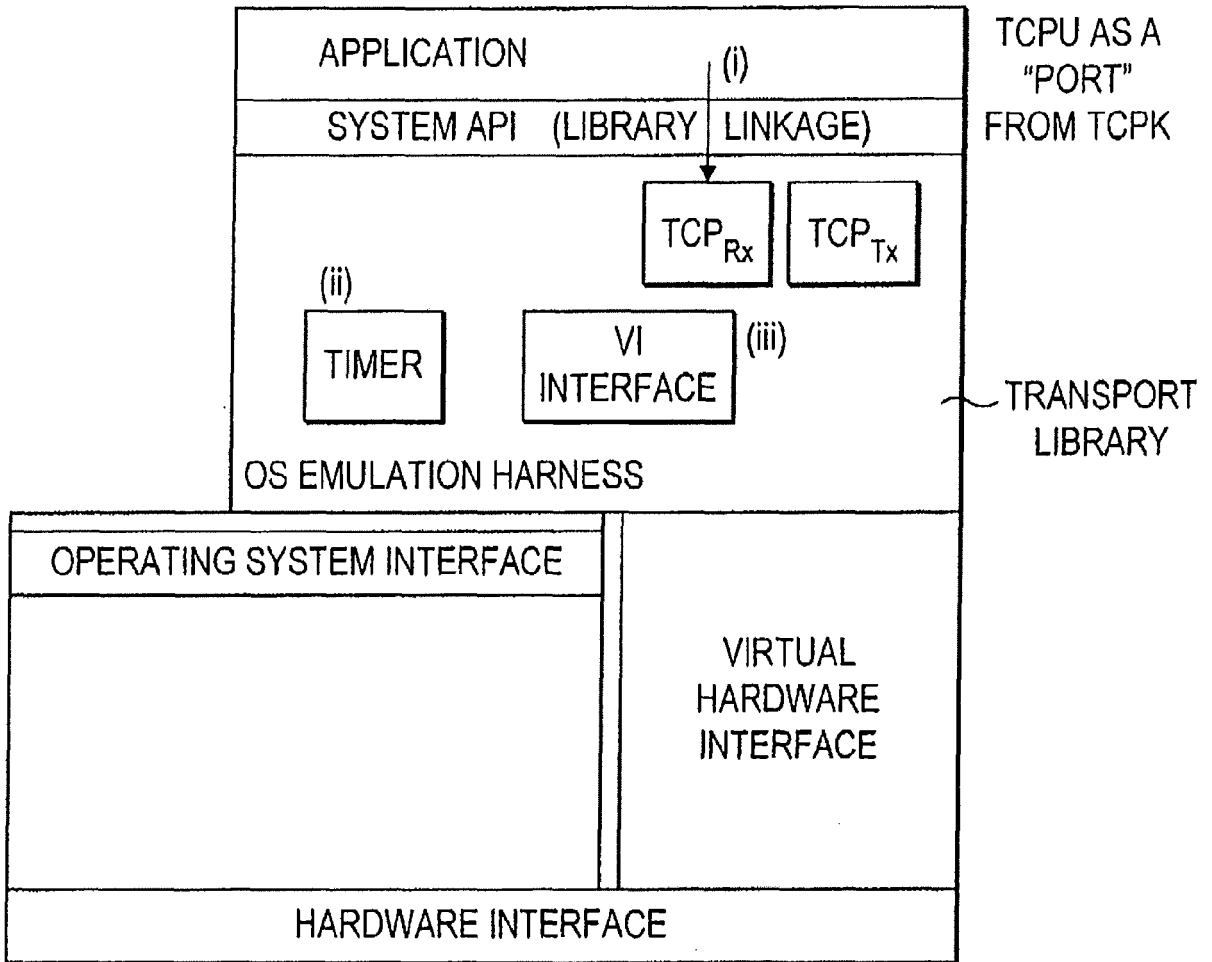 APPLICATION
(i)
TCPU AS A
"PORT"
FROM TCPK
SYSTEM API (LIBRARY LINKAGE)
TCPRx
TCPTx
(ii)
TIMER
VI
INTERFACE
(iii)
TRANSPORT
LIBRARY
OS EMULATION HARNESS
OPERATING SYSTEM INTERFACE
VIRTUAL
HARDWARE
INTERFACE
HARDWARE INTERFACE